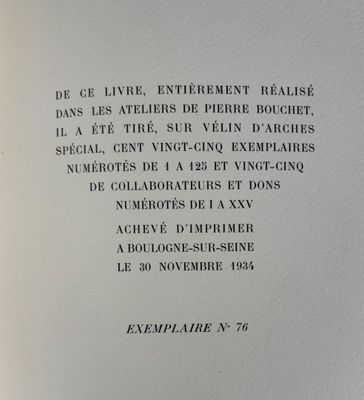 DE CE LIVRE, ENTIÈREMENT RÉALISÉ
DANS LES ATELIERS DE PIERRE BOUCHET,
IL A ÉTÉ TIRÉ, SUR VÉLIN D'ARCHES
SPÉCIAL, CENT VINGT-CINQ EXEMPLAIRES
NUMÉROTÉS DE 1 A 125 ET VINGT-CINQ
DE COLLABORATEURS ET DONS
NUMÉROTÉS DE I A XXV
ACHEVÉ D'IMPRIMER
A BOULOGNE-SUR-SEINE
LE 30 NOVEMBRE 1934
EXEMPLAIRE N° 76